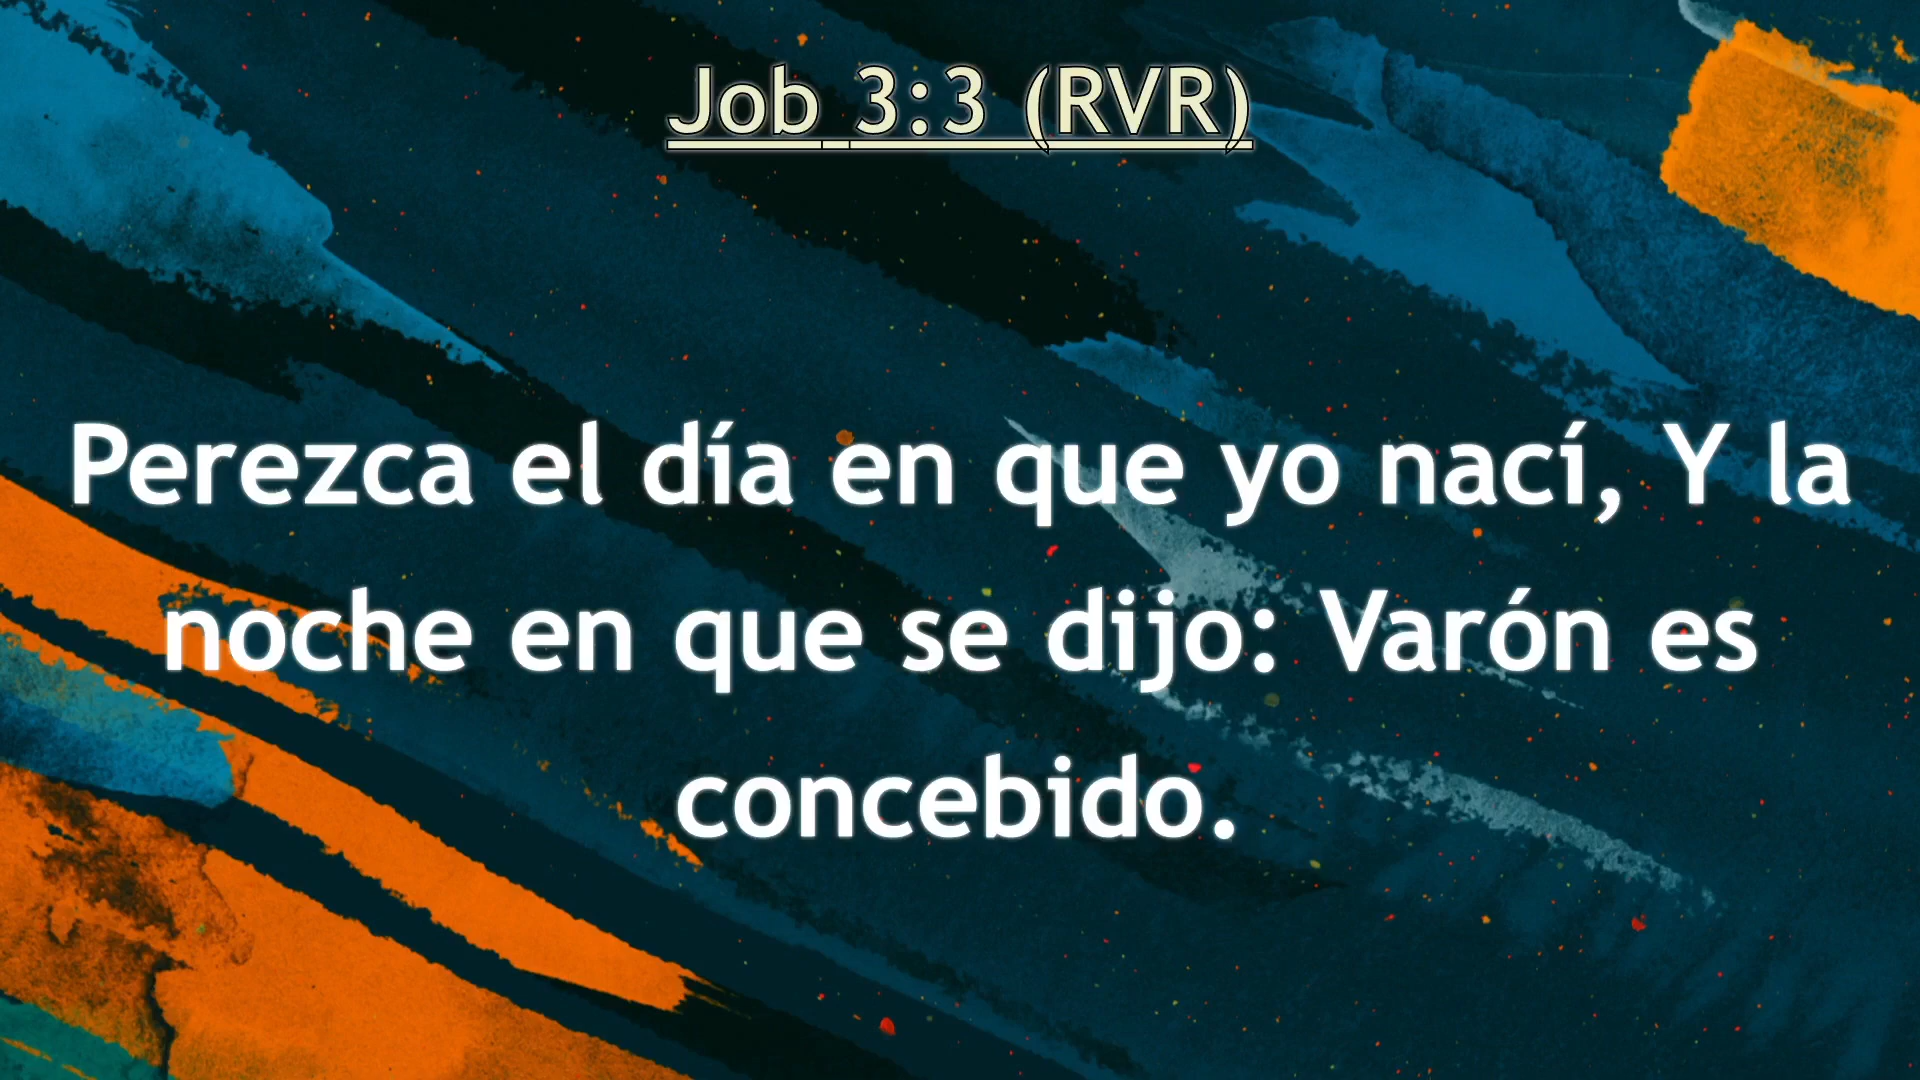 Job 3:3 (RVR)
Perezca el día en que yo nací, Y la
noche en que se dijo: Varón es
concebido.